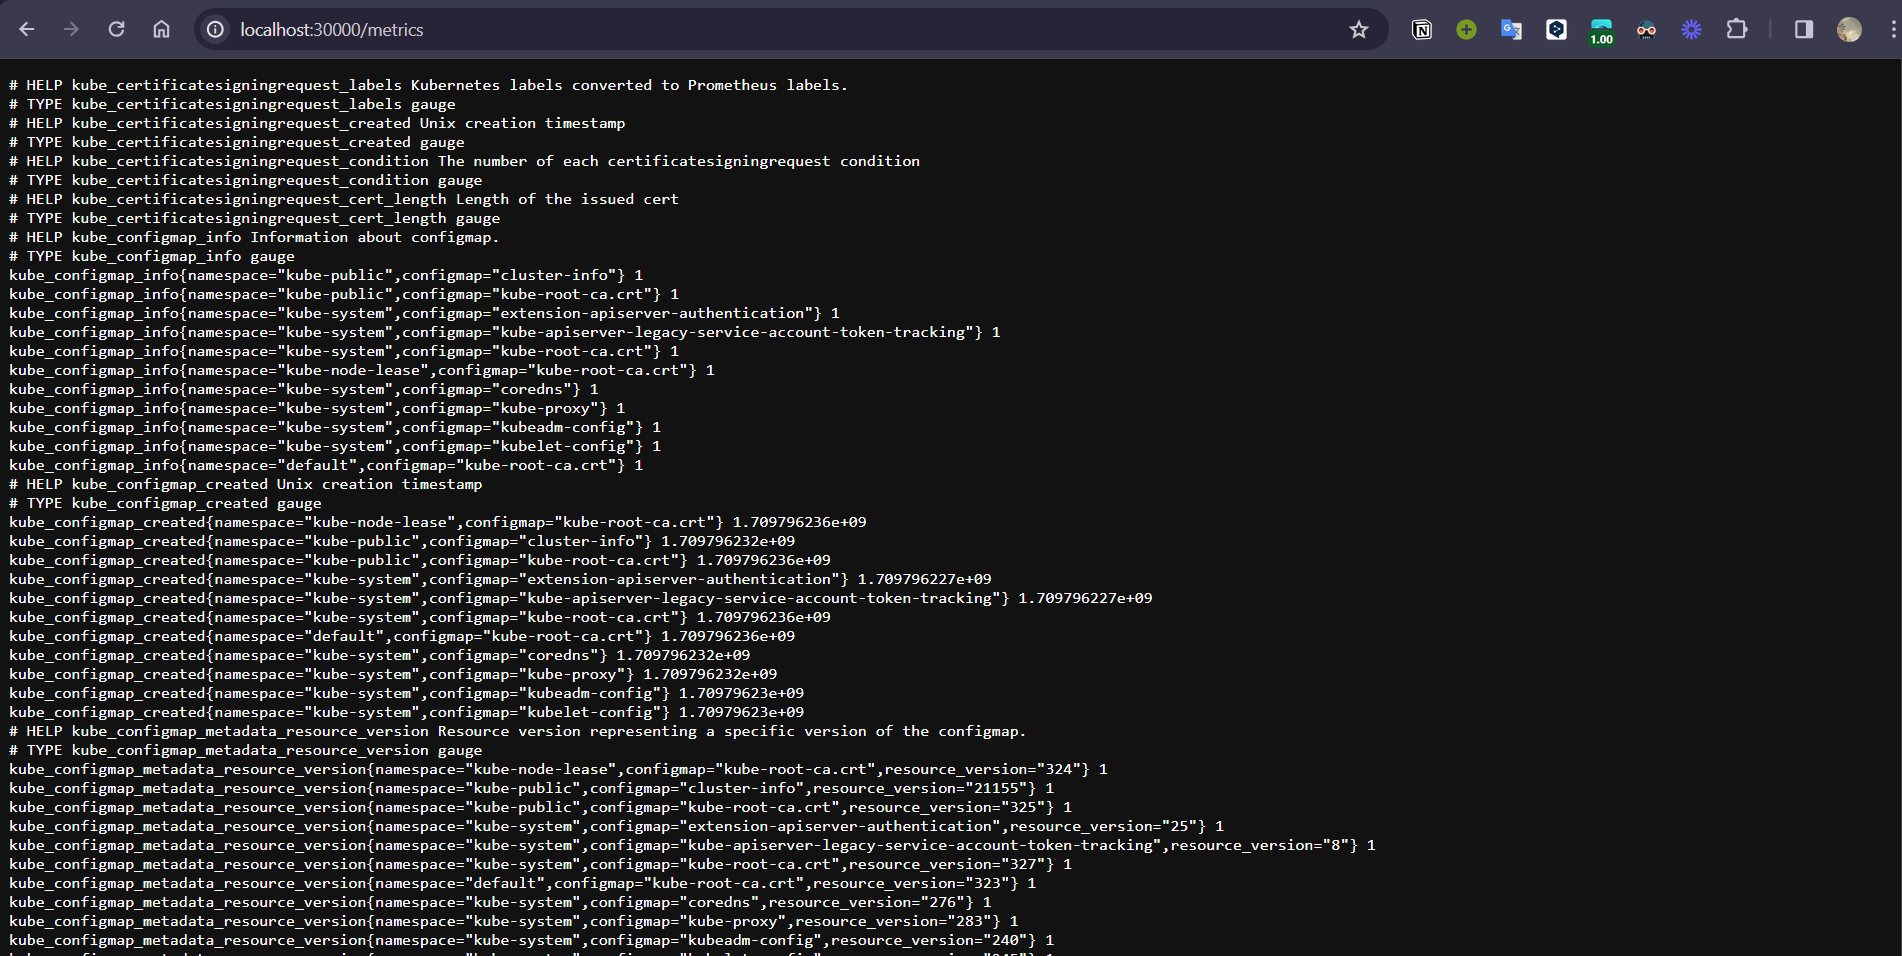 localhost:30000/metrics
1.00
# HELP kube_certificatesigningrequest_labels Kubernetes labels converted to Prometheus labels.
# TYPE kube_certificatesigningrequest_labels gauge
# HELP kube_certificatesigningrequest_created Unix creation timestamp
# TYPE kube_certificatesigningrequest_created gauge
# HELP kube_certificatesigningrequest_condition The number of each certificatesigningrequest condition
# TYPE kube_certificatesigningrequest_condition gauge
# HELP kube_certificatesigningrequest_cert_length Length of the issued cert
# TYPE kube_certificatesigningrequest_cert_length gauge
# HELP kube_configmap_info Information about configmap.
# TYPE kube_configmap_info gauge
kube_configmap_info{namespace="kube-public",configmap="cluster-info"} 1
kube_configmap_info{namespace="kube-public",configmap="kube-root-ca.crt"} 1
kube_configmap_info{namespace="kube-system",configmap="extension-apiserver-authentication"} 1
kube_configmap_info{namespace="kube-system",configmap="kube-apiserver-legacy-service-account-token-tracking"} 1
kube_configmap_info{namespace="kube-system",configmap="kube-root-ca.crt"} 1
kube_configmap_info{namespace="kube-node-lease",configmap="kube-root-ca.crt"} 1
kube_configmap_info{namespace="kube-system",configmap="coredns"} 1
kube_configmap_info{namespace="kube-system",configmap="kube-proxy"} 1
kube_configmap_info{namespace="kube-system",configmap="kubeadm-config"} 1
kube_configmap_info{namespace="kube-system",configmap="kubelet-config"} 1
kube_configmap_info{namespace="default",configmap="kube-root-ca.crt"} 1
# HELP kube_configmap_created Unix creation timestamp
# TYPE kube_configmap_created gauge
kube_configmap_created{namespace="kube-node-lease",configmap="kube-root-ca.crt"} 1.709796236e+09
kube_configmap_created{namespace="kube-public",configmap="cluster-info"} 1.709796232e+09
kube_configmap_created{namespace="kube-public",configmap="kube-root-ca.crt"} 1.709796236e+09
kube_configmap_created{namespace="kube-system",configmap="extension-apiserver-authentication"} 1.709796227e+09
kube_configmap_created{namespace="kube-system",configmap="kube-apiserver-legacy-service-account-token-tracking"} 1.709796227e+09
kube_configmap_created{namespace="kube-system",configmap="kube-root-ca.crt"} 1.709796236e+09
kube_configmap_created{namespace="default",configmap="kube-root-ca.crt"} 1.709796236e+09
kube_configmap_created{namespace="kube-system",configmap="coredns"} 1.709796232e+09
kube_configmap_created{namespace="kube-system",configmap="kube-proxy"} 1.709796232e+09
kube_configmap_created{namespace="kube-system",configmap="kubeadm-config"} 1.70979623e+09
kube_configmap_created{namespace="kube-system",configmap="kubelet-config"} 1.70979623e+09
# HELP kube_configmap_metadata_resource_version Resource version representing a specific version of the configmap.
# TYPE kube_configmap_metadata_resource_version gauge
kube_configmap_metadata_resource_version{namespace="kube-node-lease",configmap="kube-root-ca.crt",resource_version="324"} 1
kube_configmap_metadata_resource_version{namespace="kube-public",configmap="cluster-info",resource_version="21155"} 1
kube_configmap_metadata_resource_version{namespace="kube-public",configmap="kube-root-ca.crt",resource_version="325"} 1
kube_configmap_metadata_resource_version{namespace="kube-system",configmap="extension-apiserver-authentication",resource_version="25"} 1
kube_configmap_metadata_resource_version{namespace="kube-system",configmap="kube-apiserver-legacy-service-account-token-tracking",resource_version="8"} 1
kube_configmap_metadata_resource_version{namespace="kube-system",configmap="kube-root-ca.crt",resource_version="327"} 1
kube_configmap_metadata_resource_version{namespace="default",configmap="kube-root-ca.crt",resource_version="323"} 1
kube_configmap_metadata_resource_version{namespace="kube-system",configmap="coredns",resource_version="276"} 1
kube_configmap_metadata_resource_version{namespace="kube-system",configmap="kube-proxy",resource_version="283"} 1
kube_configmap_metadata_resource_version{namespace="kube-system",configmap="kubeadm-config",resource_version="240"} 1